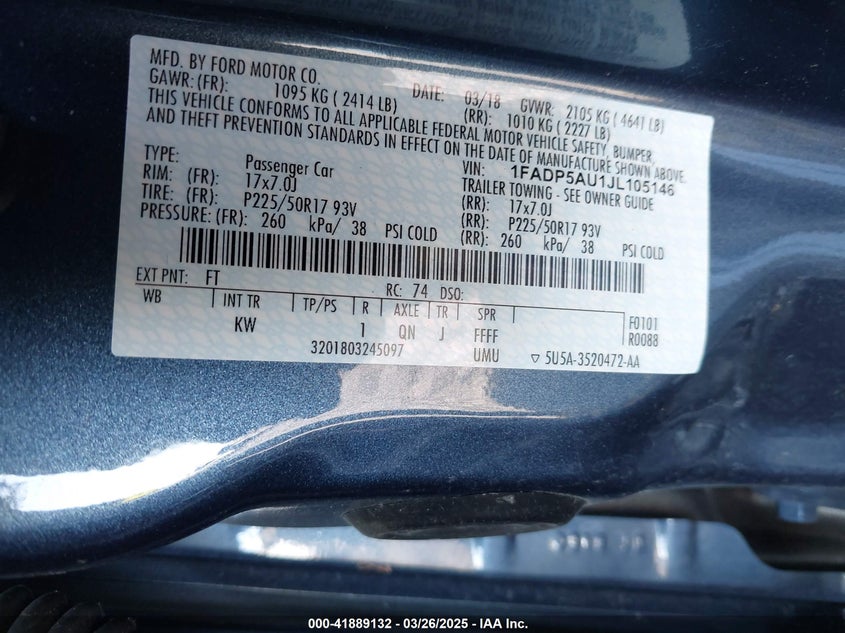 MFD. BY FORD MOTOR CO.
DATE: 03/18 GVWR: 2105 KG ( 4641 LB)
GAWR: (FR): 1095 KG ( 2414 LB) (RR): 1010 KG ( 2227 LB)
THIS VEHICLE CONFORMS TO ALL APPLICABLE FEDERAL MOTOR VEHICLE SAFETY, BUMPER,
AND THEFT PREVENTION STANDARDS IN EFFECT ON THE DATE OF MANUFACTURE SHOWN ABOVE.
VIN: 1FADP5AU1JL105146
TYPE: Passenger Car TRAILER TOWING - SEE OWNER GUIDE
RIM: (FR): 17x7.0J (RR): 17x7.0J
TIRE: (FR): P225/50R17 93V (RR): P225/50R17 93V
PRESSURE: (FR): 260 kPa/ 38 PSI COLD (RR): 260 kPa/ 38 PSI COLD
EXT PNT: FT RC: 74 DSO:
WB INT TR TP/PS R AXLE TR SPR F0101
KW 1 QN J FFFF R0088
3201803245097 UMU ▽ 5U5A-3520472-AA
000-41889132 - 03/26/2025 - IAA Inc.